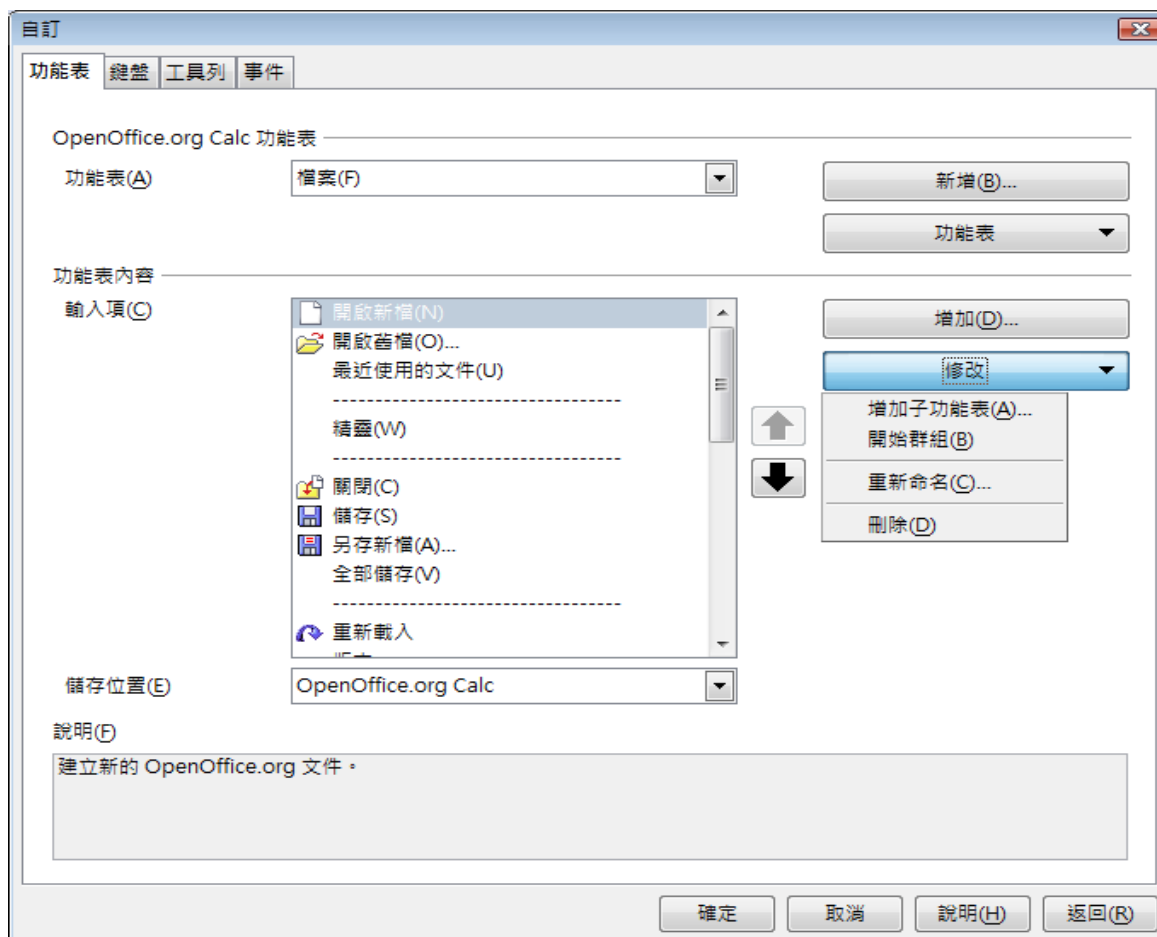 自訂
功能表 鍵盤 工具列 事件
OpenOffice.org Calc 功能表
功能表(A) 檔案(F) 新增(B)...
功能表
功能表內容
輸入項(C) 開啟新檔(N) 增加(D)...
開啟舊檔(O)...
最近使用的文件(U) 修改
---------------------------------- 增加子功能表(A)...
精靈(W) 開始群組(B)
----------------------------------
關閉(C) 重新命名(C)...
儲存(S) 刪除(D)
另存新檔(A)...
全部儲存(V)
----------------------------------
重新載入
儲存位置(E) OpenOffice.org Calc
說明(F)
建立新的 OpenOffice.org 文件。
確定 取消 說明(H) 返回(R)